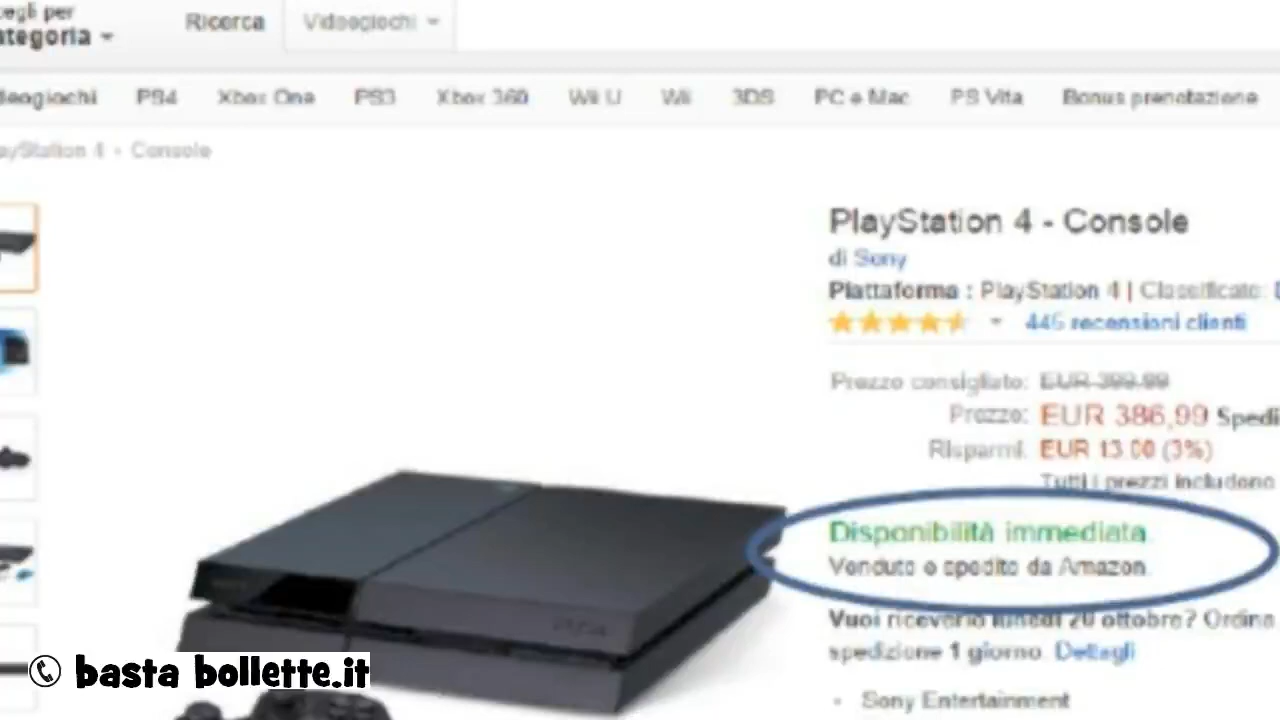 egli per
ategoria
Ricerca
Videogiochi
deogiochi PS4 Xbox One PS3 Xbox 360 Wii U Wii 3DS PC e Mac PS Vita Bonus prenotazione
ayStation 4 - Console
PlayStation 4 - Console
di Sony
Piattaforma : PlayStation 4 | Classificato:
446 recensioni clienti
Prezzo consigliato: EUR 399,99
Prezzo: EUR 386,99 Spedi
Risparmi: EUR 13,00 (3%)
Tutti i prezzi includono
Disponibilità immediata.
Venduto e spedito da Amazon.
Vuoi riceverlo lunedì 20 ottobre? Ordina
spedizione 1 giorno. Dettagli
Sony Entertainment
basta bollette.it